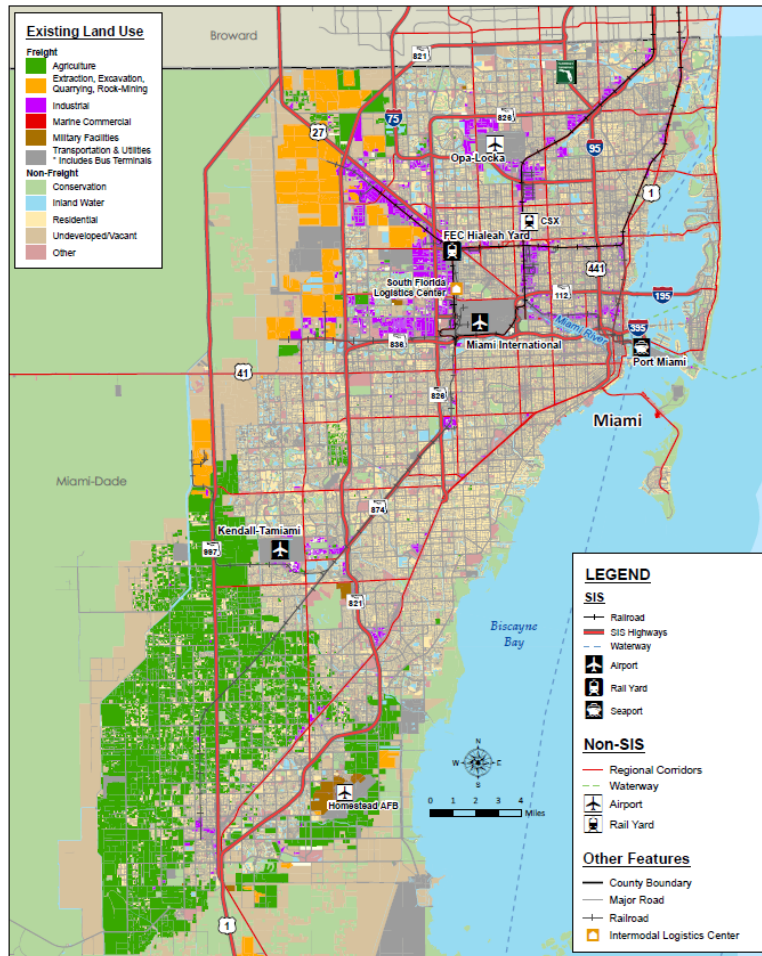 Existing Land Use
Freight
Agriculture
Extraction, Excavation,
Quarrying, Rock-Mining
Industrial
Marine Commercial
Military Facilities
Transportation & Utilities
* Includes Bus Terminals
Non-Freight
Conservation
Inland Water
Residential
Undeveloped/Vacant
Other
Broward
821
27
75
826
Opa-Locka
95
1
CSX
FEC Hialeah Yard
441
South Florida
Logistics Center
112
195
Miami River
395
836
Miami International
Port Miami
41
826
Miami
Miami-Dade
874
Kendall-Tamiami
997
821
Biscayne
Bay
Homestead AFB
1
N
W
E
S
0 1 2 3 4
Miles
LEGEND
SIS
Railroad
SIS Highways
Waterway
Airport
Rail Yard
Seaport
Non-SIS
Regional Corridors
Waterway
Airport
Rail Yard
Other Features
County Boundary
Major Road
Railroad
Intermodal Logistics Center